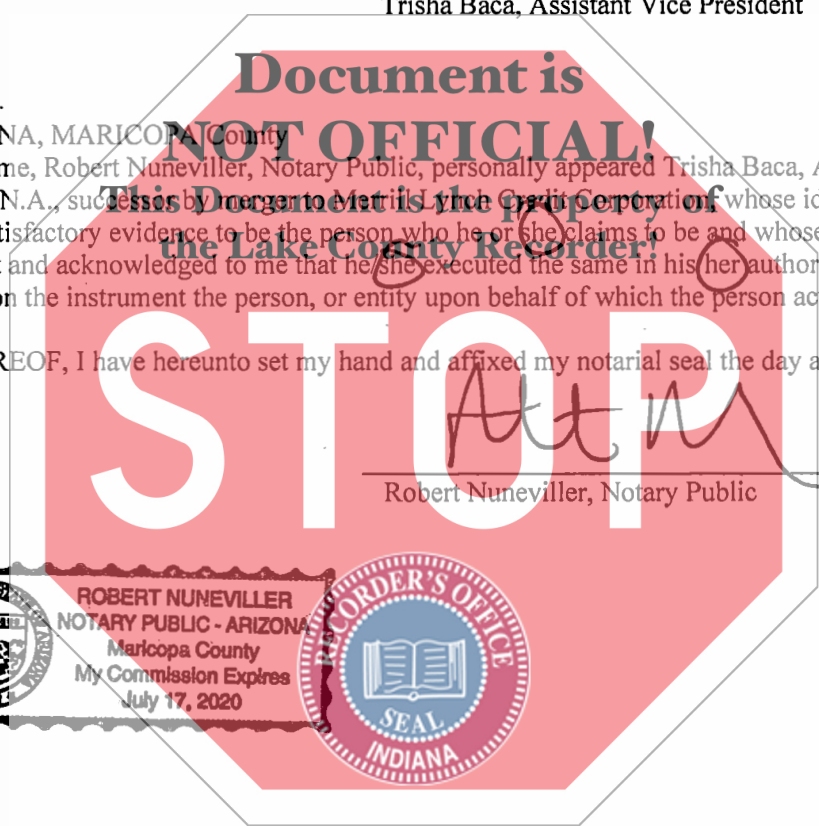 Trisha Baca, Assistant Vice President
Document is
NOT OFFICIAL!
This Document is the property of
the Lake County Recorder!
NA, MARICOPA County
me, Robert Nuneviller, Notary Public, personally appeared Trisha Baca, A
N.A., successor by merger to Merrill Lynch Credit Corporation, whose id
tisfactory evidence to be the person who he or she claims to be and whose
t and acknowledged to me that he/she executed the same in his/her author
n the instrument the person, or entity upon behalf of which the person ac
REOF, I have hereunto set my hand and affixed my notarial seal the day a
STOP
Robert Nuneviller, Notary Public
ROBERT NUNEVILLER
NOTARY PUBLIC - ARIZONA
Maricopa County
My Commission Expires
July 17, 2020
RECORDER'S OFFICE
SEAL
INDIANA